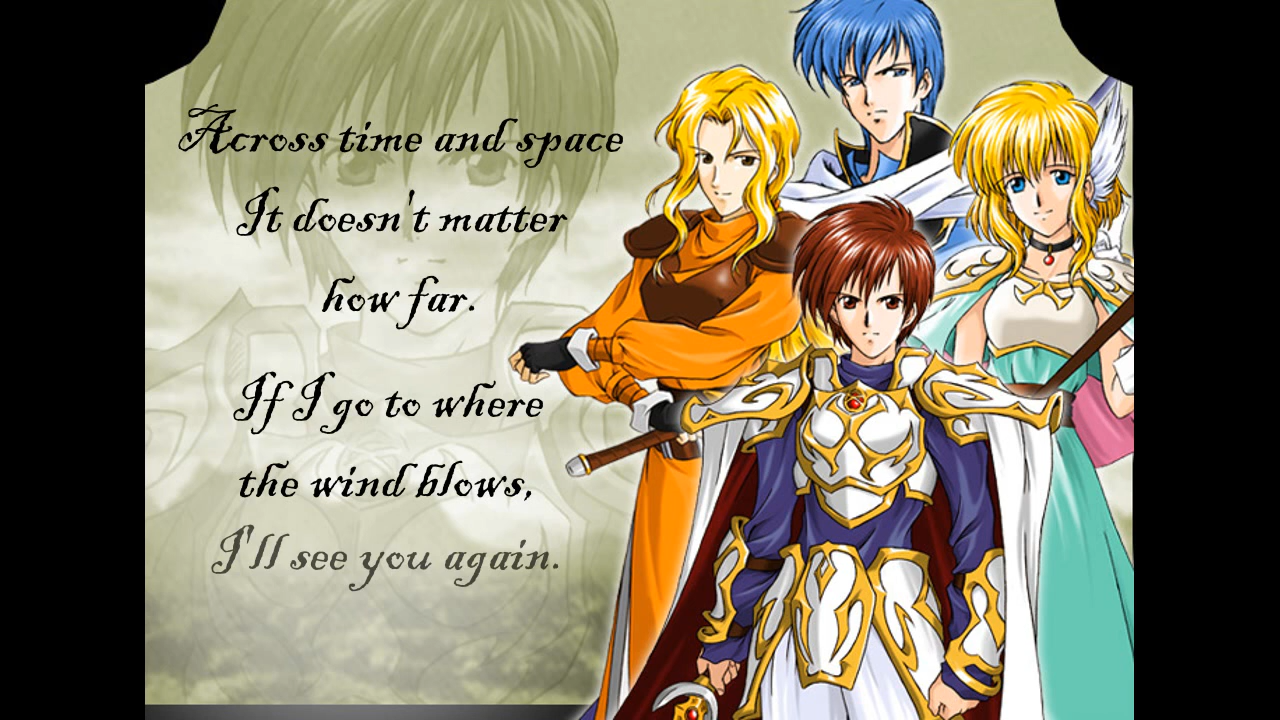 Across time and space
It doesn't matter
how far.
If I go to where
the wind blows,
I'll see you again.